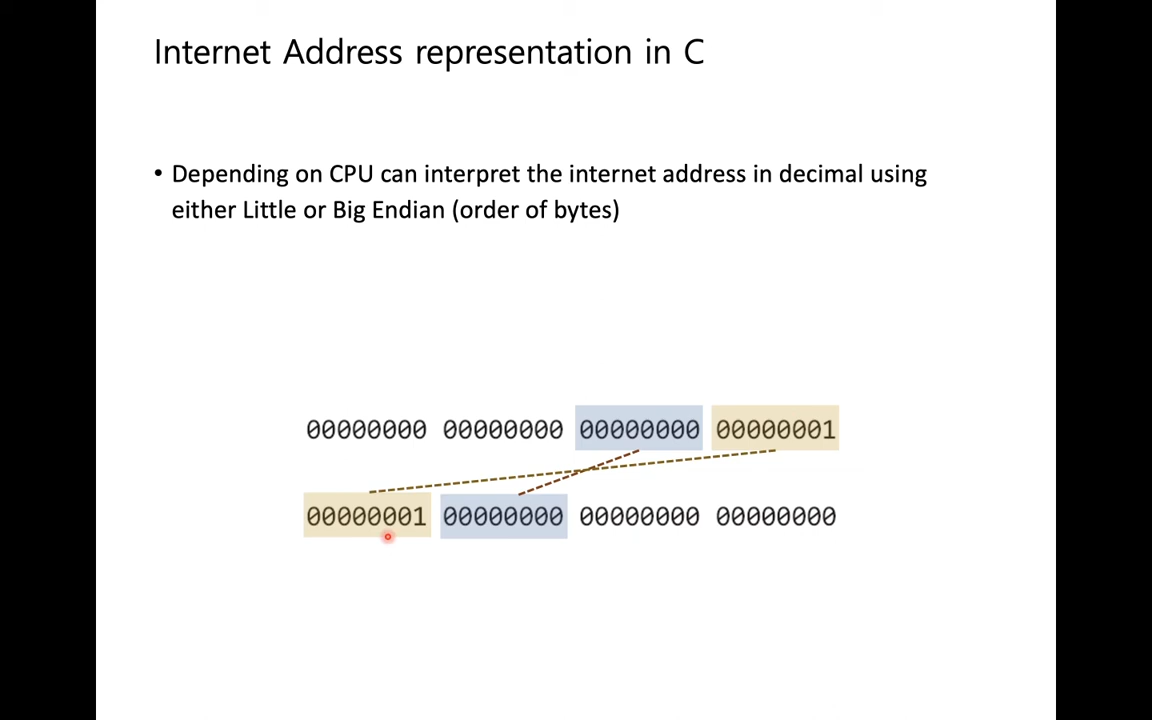 Internet Address representation in C
• Depending on CPU can interpret the internet address in decimal using
either Little or Big Endian (order of bytes)
00000000 00000000 00000000 00000001
00000001 00000000 00000000 00000000